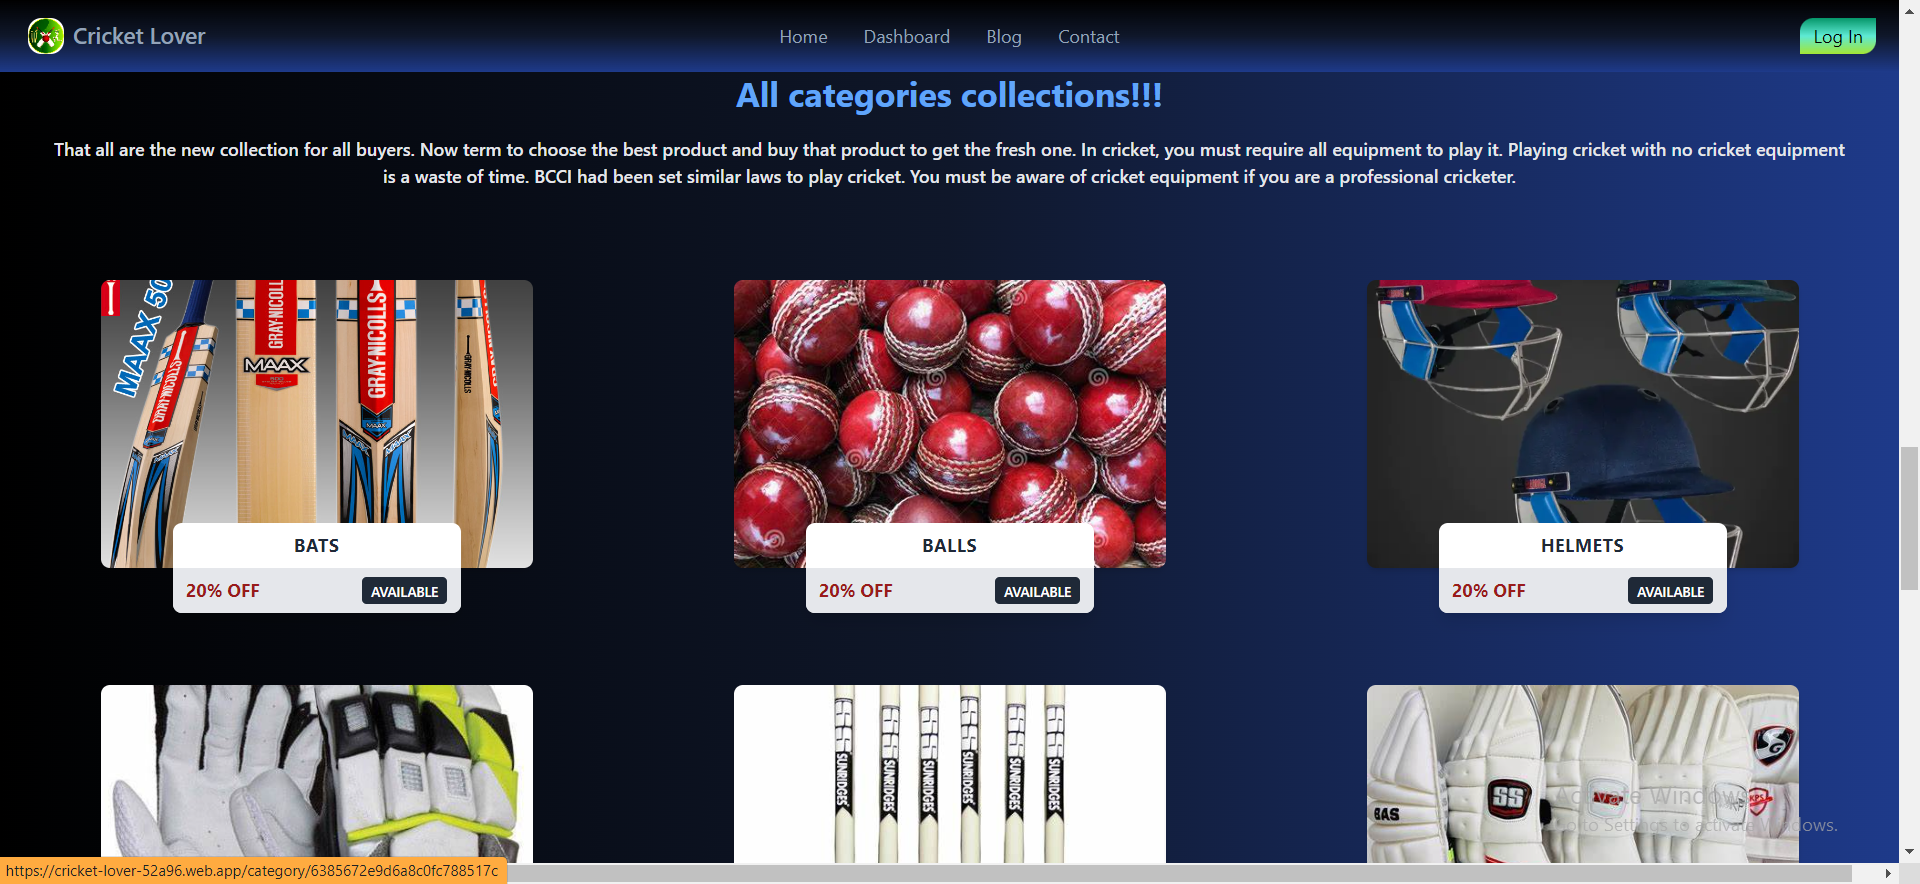 Cricket Lover
Home
Dashboard
Blog
Contact
Log In
All categories collections!!!
That all are the new collection for all buyers. Now term to choose the best product and buy that product to get the fresh one. In cricket, you must require all equipment to play it. Playing cricket with no cricket equipment
is a waste of time. BCCI had been set similar laws to play cricket. You must be aware of cricket equipment if you are a professional cricketer.
MAAX 50
GRAY-NICOLL
MAAX
500
GRAY-NICOLLS
MAAX
BATS
20% OFF
AVAILABLE
BALLS
20% OFF
AVAILABLE
HELMETS
20% OFF
AVAILABLE
SUNRIDGES
SUNRIDGES
SUNRIDGES
SUNRIDGES
SUNRIDGES
SUNRIDGES
BAS
SS
SG
Activate Windows
Go to Settings to activate Windows.
https://cricket-lover-52a96.web.app/category/6385672e9d6a8c0fc788517c